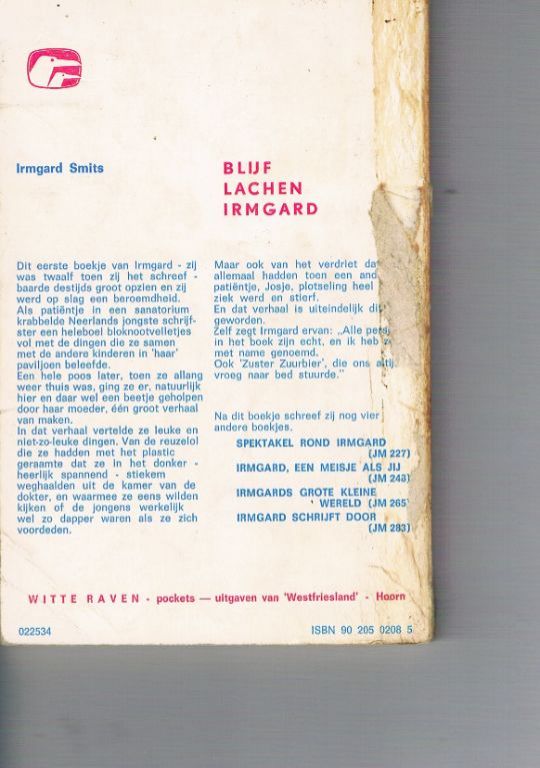 Irmgard Smits
BLIJF
LACHEN
IRMGARD
Dit eerste boekje van Irmgard - zij
was twaalf toen zij het schreef -
baarde destijds groot opzien en zij
werd op slag een beroemdheid.
Als patiëntje in een sanatorium
krabbelde Neerlands jongste schrijf-
ster een heleboel bloknootvelletjes
vol met de dingen die ze samen
met de andere kinderen in 'haar'
paviljoen beleefde.
Een hele poos later, toen ze allang
weer thuis was, ging ze er, natuurlijk
hier en daar wel een beetje geholpen
door haar moeder, één groot verhaal
van maken.
In dat verhaal vertelde ze leuke en
niet-zo-leuke dingen. Van de reuzelol
die ze hadden met het plastic
geraamte dat ze in het donker -
heerlijk spannend - stiekem
weghaalden uit de kamer van de
dokter, en waarmee ze eens wilden
kijken of de jongens werkelijk
wel zo dapper waren als ze zich
voordeden.
Maar ook van het verdriet dat
allemaal hadden toen een and
patiëntje, Josje, plotseling heel
ziek werd en stierf.
En dat verhaal is uiteindelijk dit
geworden.
Zelf zegt Irmgard ervan: „Alle pers
in het boek zijn echt, en ik heb z
met name genoemd.
Ook 'Zuster Zuurbier', die ons altij
vroeg naar bed stuurde."
Na dit boekje schreef zij nog vier
andere boekjes.
SPEKTAKEL ROND IRMGARD
(JM 227)
IRMGARD, EEN MEISJE ALS JIJ
(JM 248)
IRMGARDS GROTE KLEINE
WERELD (JM 265)
IRMGARD SCHRIJFT DOOR
(JM 283)
WITTE RAVEN - pockets — uitgaven van 'Westfriesland' - Hoorn
022534 ISBN 90 205 0208 5